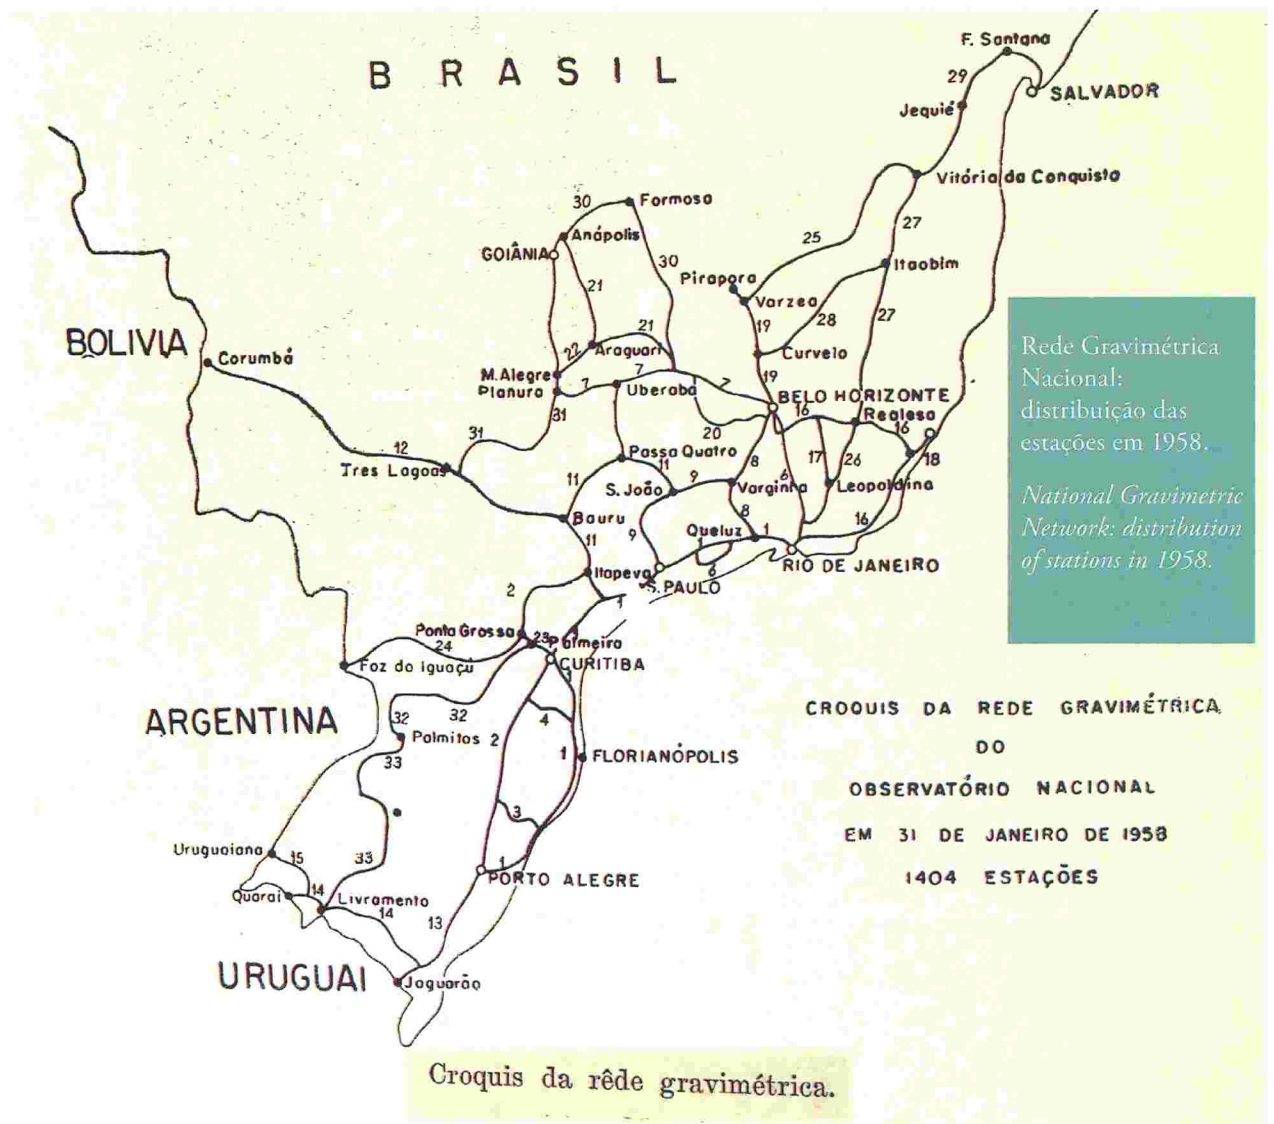 BRASIL
F. Santana
29
SALVADOR
Jequié
Vitória da Conquista
30
Formosa
27
Anápolis
25
GOIÂNIA
30
Itaobim
Pirapora
21
Varzea
28
27
19
21
BOLIVIA
Corumbá
22
Araguari
Curvelo
M. Alegre
7
7
19
Planura
7
Uberaba
BELO HORIZONTE
31
16
Realesa
31
20
16
12
Passa Quatro
17
26
18
Tres Lagoas
11
11
S. João
9
8
6
Varginha
Leopoldina
Bauru
8
16
11
9
Queluz
1
1
6
RIO DE JANEIRO
Itapeva
S. PAULO
2
1
Ponta Grossa
23
Palmeira
24
Foz do Iguaçú
CURITIBA
1
ARGENTINA
32
32
4
2
Palmitos
1
FLORIANÓPOLIS
33
3
Uruguaiana
15
33
1
PORTO ALEGRE
Quarai
14
Livramento
14
13
URUGUAI
Jaguarão
Rede Gravimétrica
Nacional:
distribuição das
estações em 1958.
National Gravimetric
Network: distribution
of stations in 1958.
CROQUIS DA REDE GRAVIMÉTRICA
DO
OBSERVATÓRIO NACIONAL
EM 31 DE JANEIRO DE 1958
1404 ESTAÇÕES
Croquis da rêde gravimétrica.